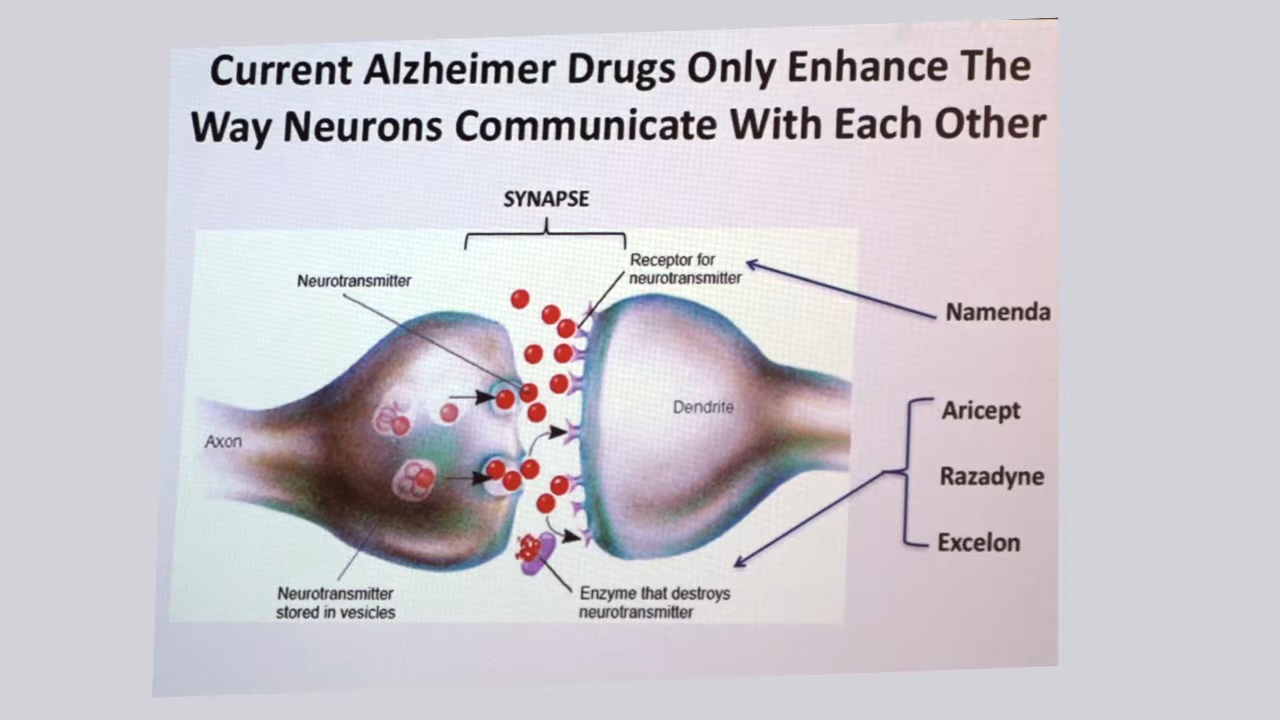 Current Alzheimer Drugs Only Enhance The
Way Neurons Communicate With Each Other
SYNAPSE
Neurotransmitter
Receptor for
neurotransmitter
Namenda
Axon
Dendrite
Aricept
Razadyne
Excelon
Neurotransmitter
stored in vesicles
Enzyme that destroys
neurotransmitter